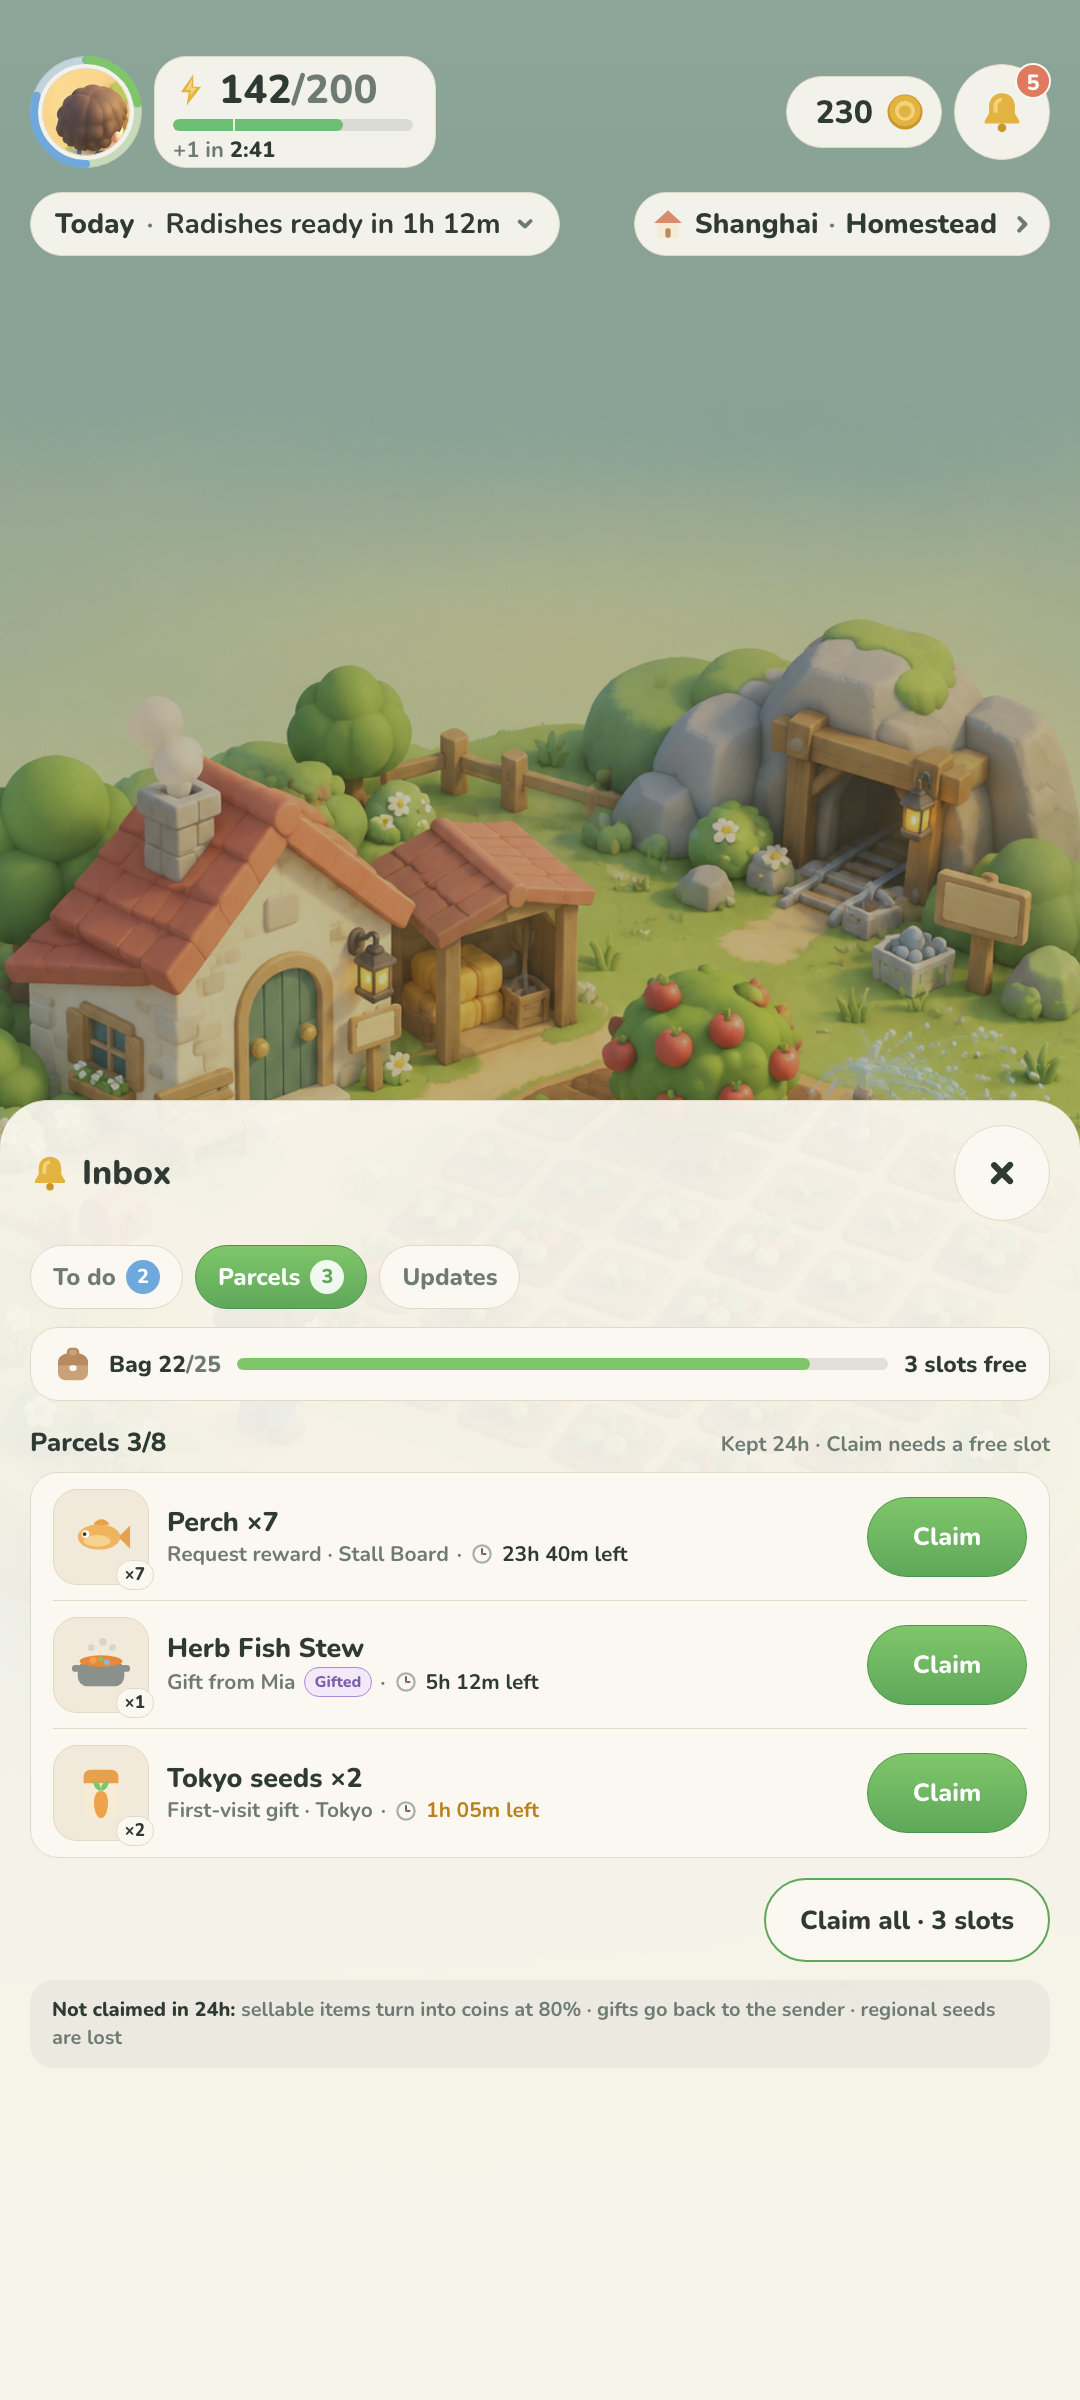 142/200
+1 in 2:41
230
5
Today · Radishes ready in 1h 12m
Shanghai · Homestead
Inbox
To do 2
Parcels 3
Updates
Bag 22/25
3 slots free
Parcels 3/8
Kept 24h · Claim needs a free slot
Perch ×7
Request reward · Stall Board · 23h 40m left
×7
Claim
Herb Fish Stew
Gift from Mia Gifted · 5h 12m left
×1
Claim
Tokyo seeds ×2
First-visit gift · Tokyo · 1h 05m left
×2
Claim
Claim all · 3 slots
Not claimed in 24h: sellable items turn into coins at 80% · gifts go back to the sender · regional seeds
are lost